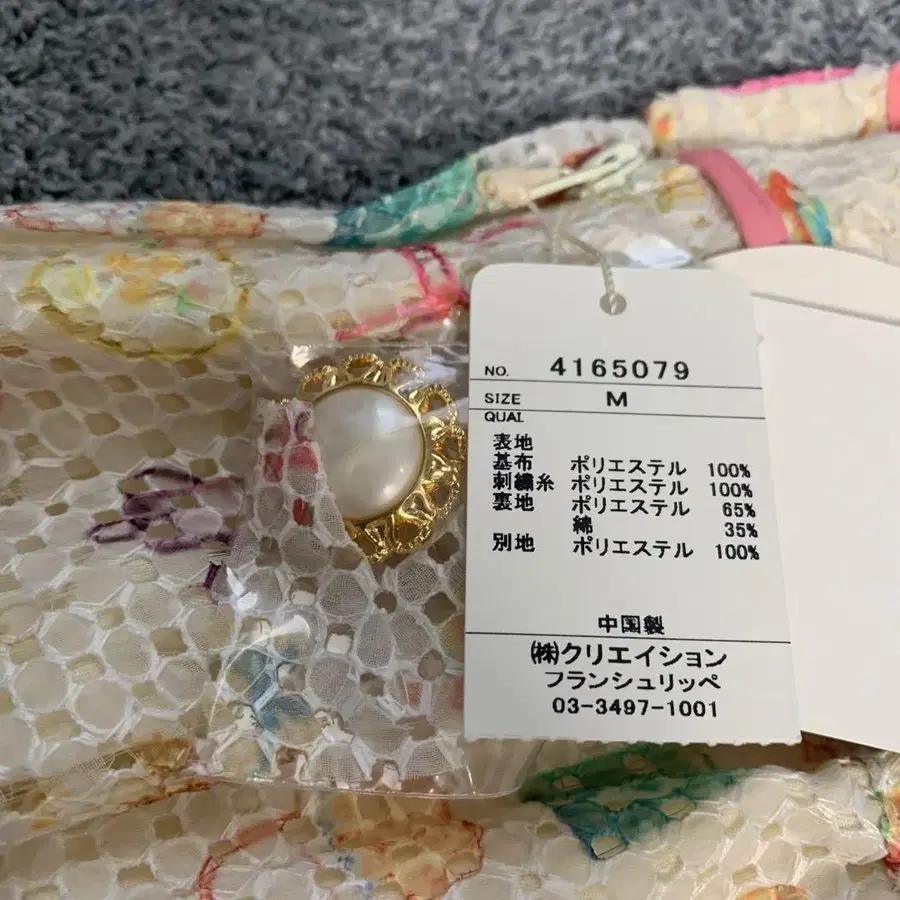 NO. 4165079
SIZE M
QUAL
表地
基布 ポリエステル 100%
刺繍糸 ポリエステル 100%
裏地 ポリエステル 65%
綿 35%
別地 ポリエステル 100%
中国製
㈱クリエイション
フランシュリッペ
03-3497-1001